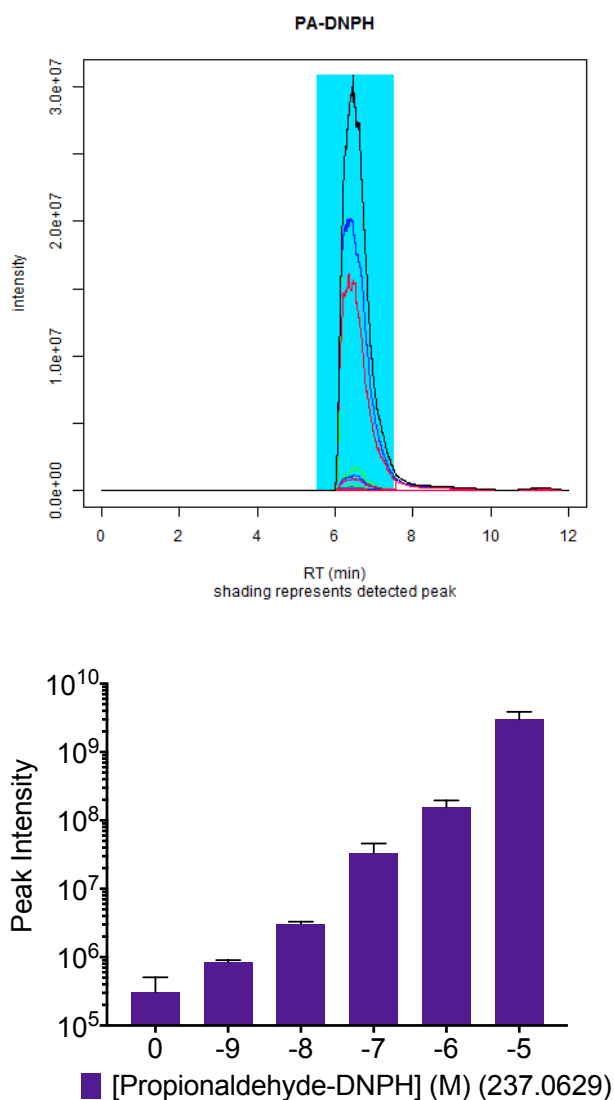 PA-DNPH
intensity
3.0e+07
2.0e+07
1.0e+07
0.0e+00
0 2 4 6 8 10 12
RT (min)
shading represents detected peak
Peak Intensity
10^10
10^9
10^8
10^7
10^6
10^5
0 -9 -8 -7 -6 -5
[Propionaldehyde-DNPH] (M) (237.0629)